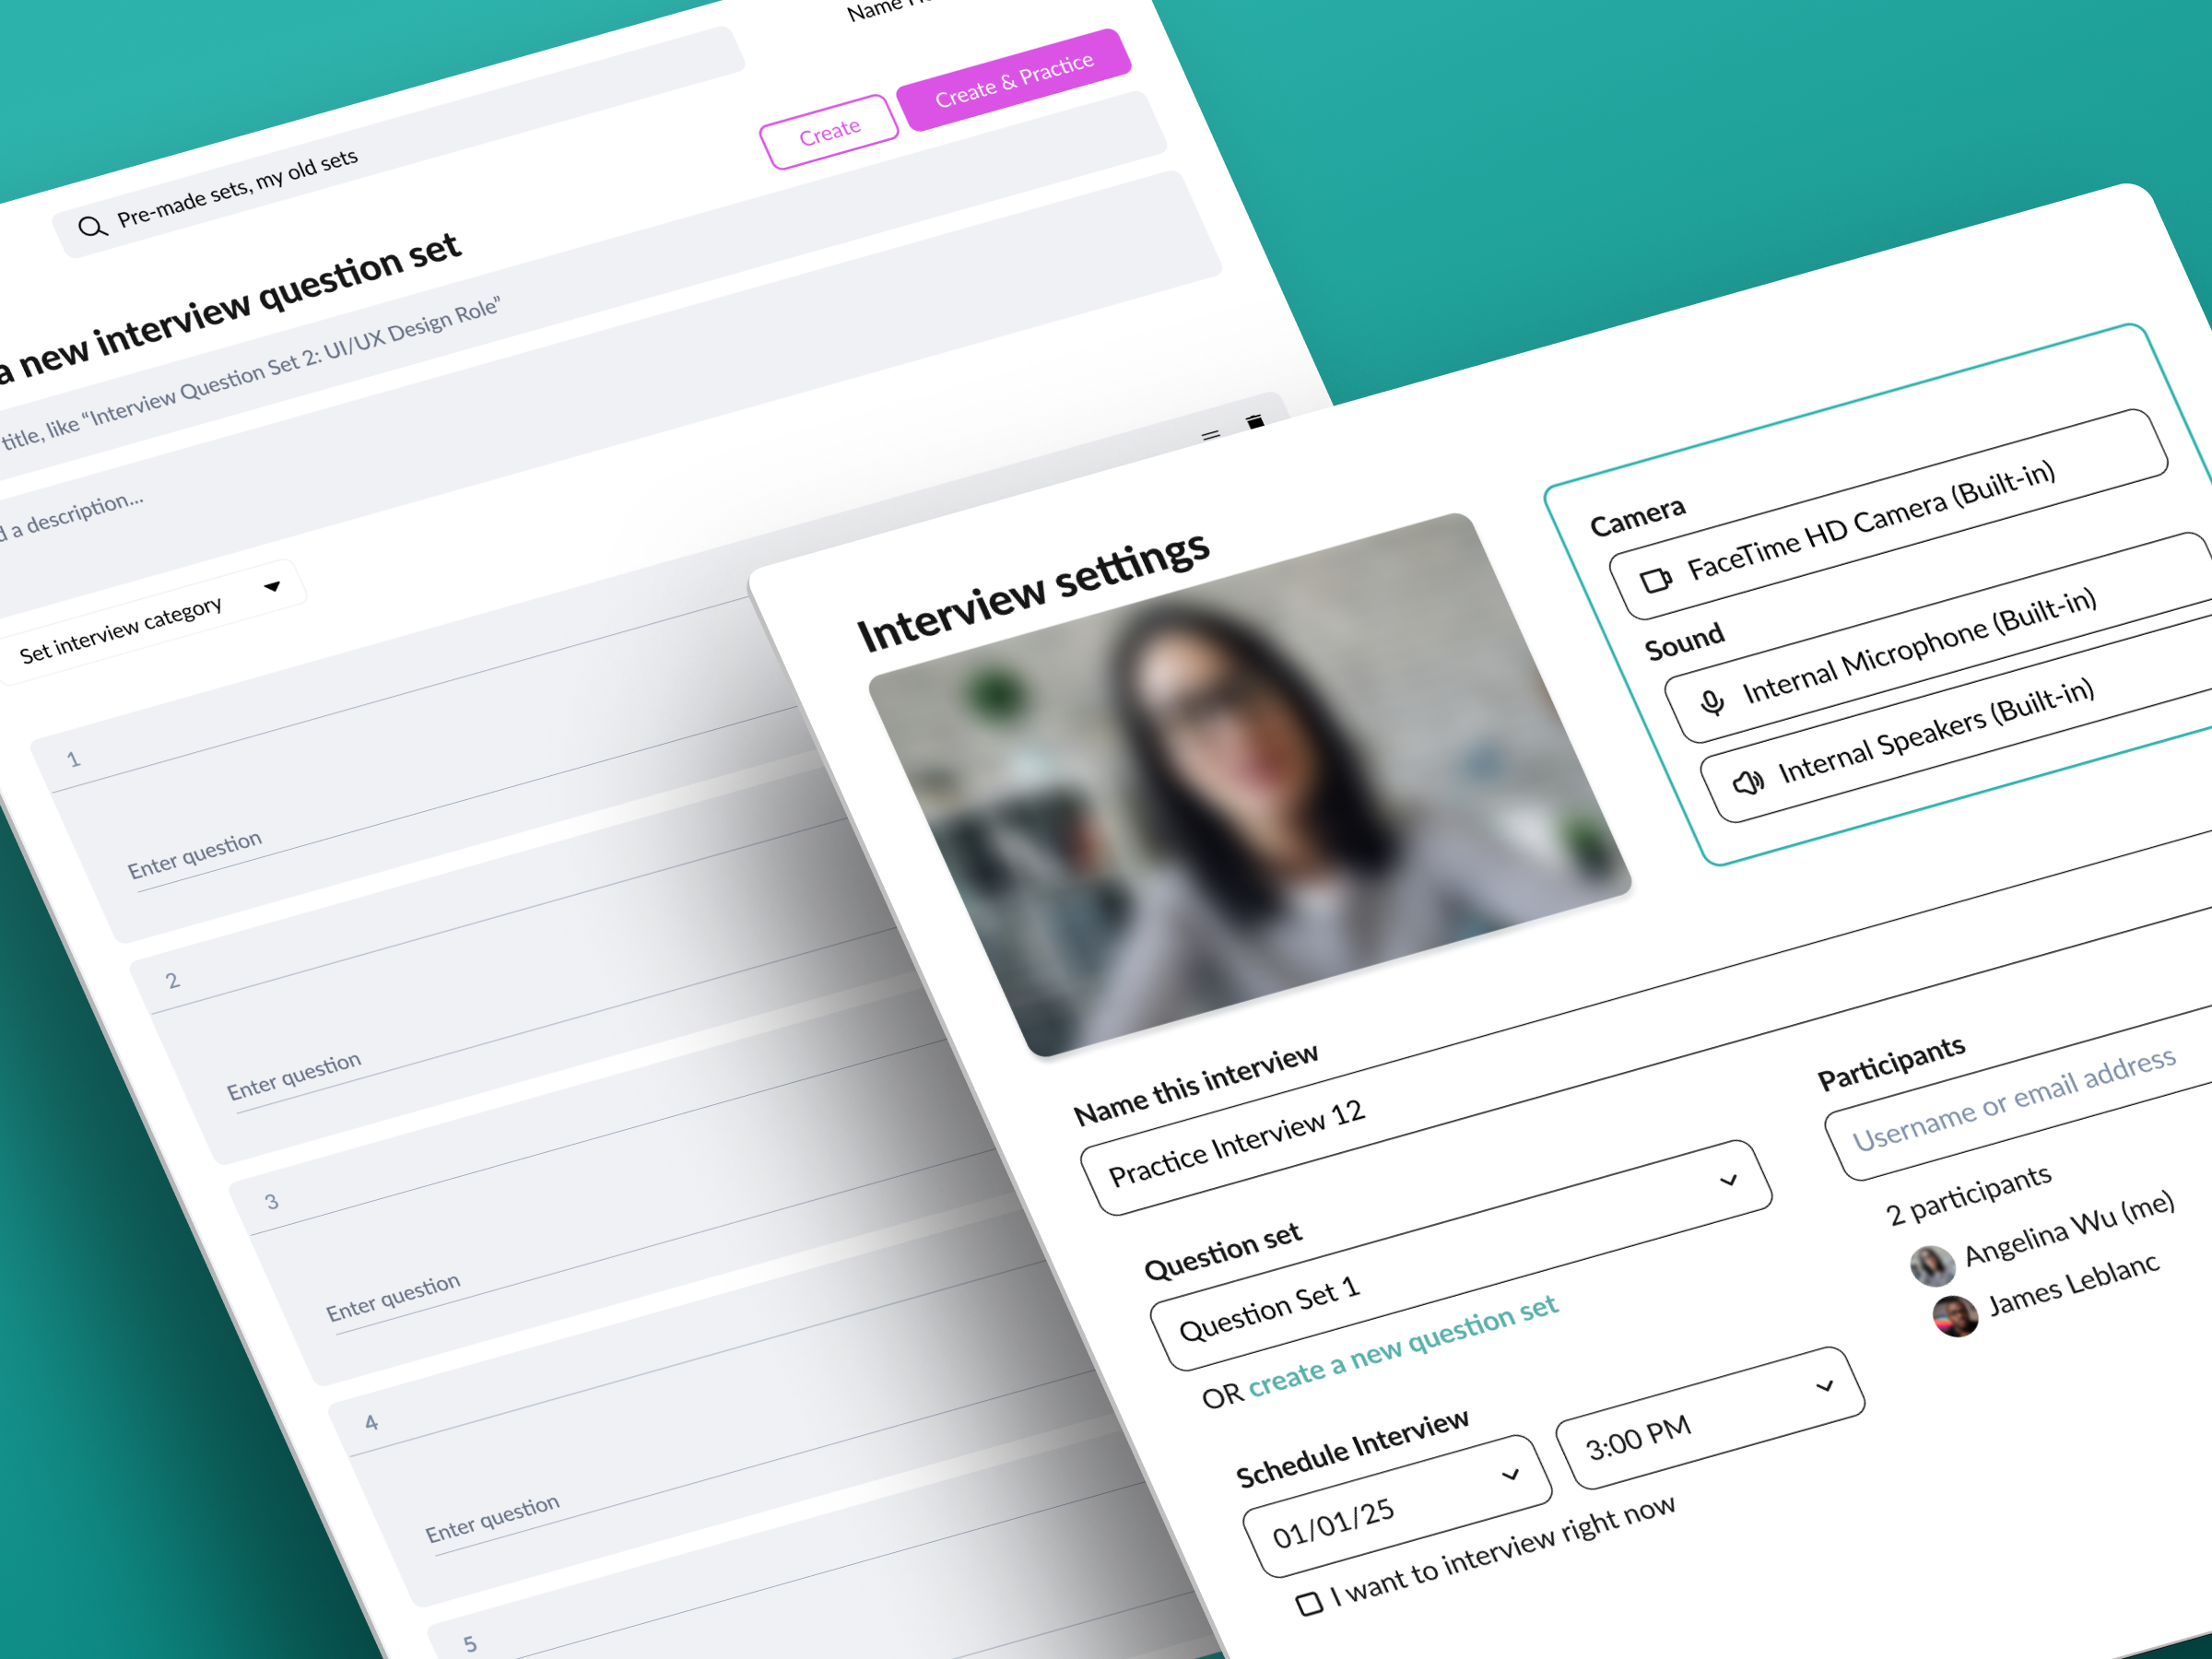 Name
Create & Practice
Create
Pre-made sets, my old sets
a new interview question set
title, like “Interview Question Set 2: UI/UX Design Role”
a description...
Set interview category
1
Enter question
2
Enter question
3
Enter question
4
Enter question
5
Interview settings
Camera
FaceTime HD Camera (Built-in)
Sound
Internal Microphone (Built-in)
Internal Speakers (Built-in)
Name this interview
Practice Interview 12
Question set
Question Set 1
OR create a new question set
Schedule Interview
01/01/25
3:00 PM
I want to interview right now
Participants
Username or email address
2 participants
Angelina Wu (me)
James Leblanc